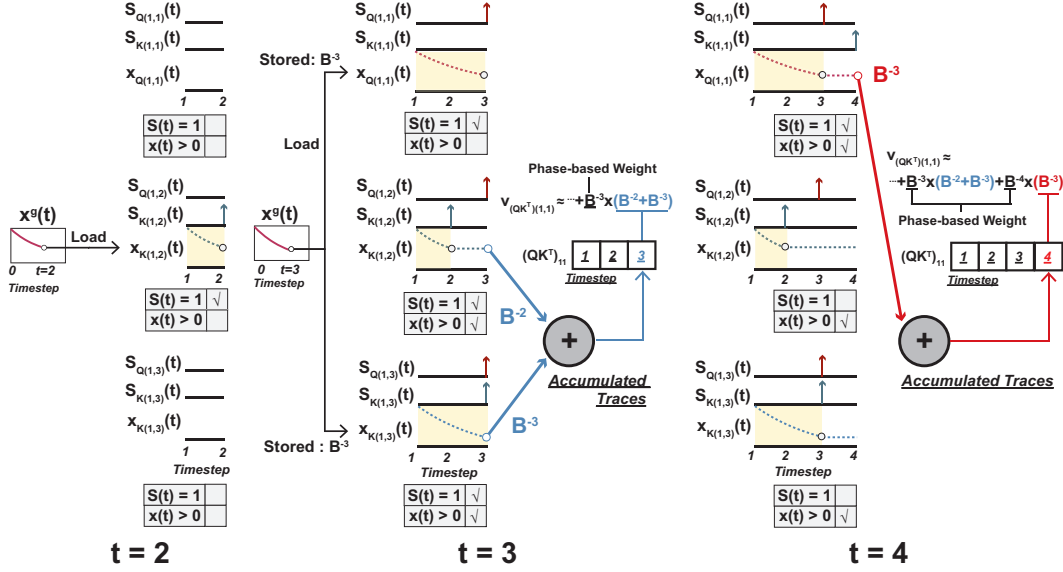 S_Q(1,1)(t)
S_K(1,1)(t)
x_Q(1,1)(t)
1 2
S(t) = 1
x(t) > 0
S_Q(1,2)(t)
S_K(1,2)(t)
x_K(1,2)(t)
1 2
S(t) = 1 √
x(t) > 0
x^g(t)
0 t=2
Timestep
Load
S_Q(1,3)(t)
S_K(1,3)(t)
x_K(1,3)(t)
1 2
Timestep
S(t) = 1
x(t) > 0
t = 2
x^g(t)
0 t=3
Timestep
Stored: B^-3
Load
Stored : B^-3
S_Q(1,1)(t)
S_K(1,1)(t)
x_Q(1,1)(t)
1 2 3
S(t) = 1 √
x(t) > 0
S_Q(1,2)(t)
S_K(1,2)(t)
x_K(1,2)(t)
1 2 3
S(t) = 1 √
x(t) > 0 √
B^-2
S_Q(1,3)(t)
S_K(1,3)(t)
x_K(1,3)(t)
B^-3
1 2 3
Timestep
S(t) = 1 √
x(t) > 0 √
Phase-based Weight
v_(QK^T)(1,1) ≈ ···+B^-3x(B^-2+B^-3)
(QK^T)_11 1 2 3
Timestep
+
Accumulated
Traces
t = 3
S_Q(1,1)(t)
S_K(1,1)(t)
x_Q(1,1)(t)
B^-3
1 2 3 4
S(t) = 1 √
x(t) > 0 √
S_Q(1,2)(t)
S_K(1,2)(t)
x_K(1,2)(t)
1 2 3 4
S(t) = 1
x(t) > 0 √
S_Q(1,3)(t)
S_K(1,3)(t)
x_K(1,3)(t)
1 2 3 4
Timestep
S(t) = 1
x(t) > 0 √
v_(QK^T)(1,1) ≈
···+B^-3x(B^-2+B^-3)+B^-4x(B^-3)
Phase-based Weight
(QK^T)_11 1 2 3 4
Timestep
+
Accumulated Traces
t = 4